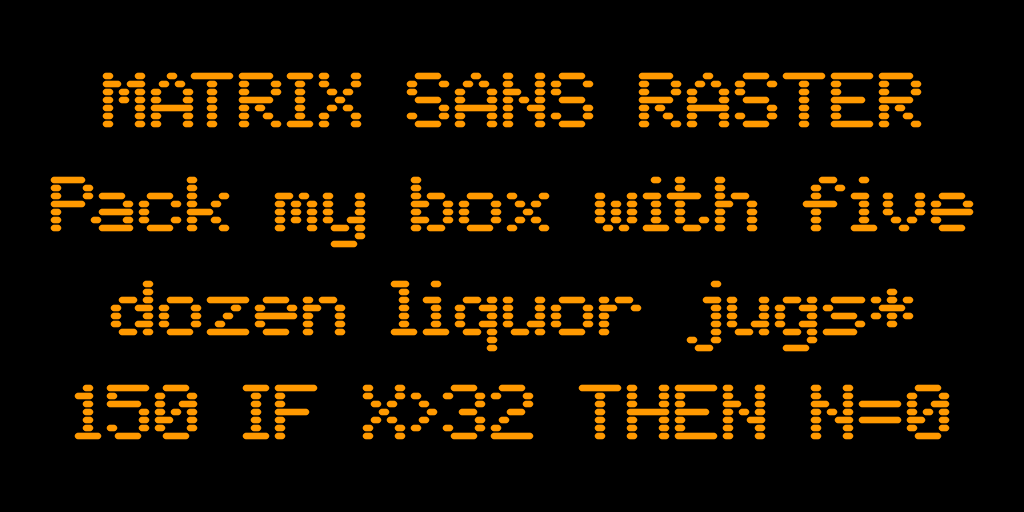 MATRIX SANS RASTER
Pack my box with five
dozen liquor jugs*
150 IF X>32 THEN N=0